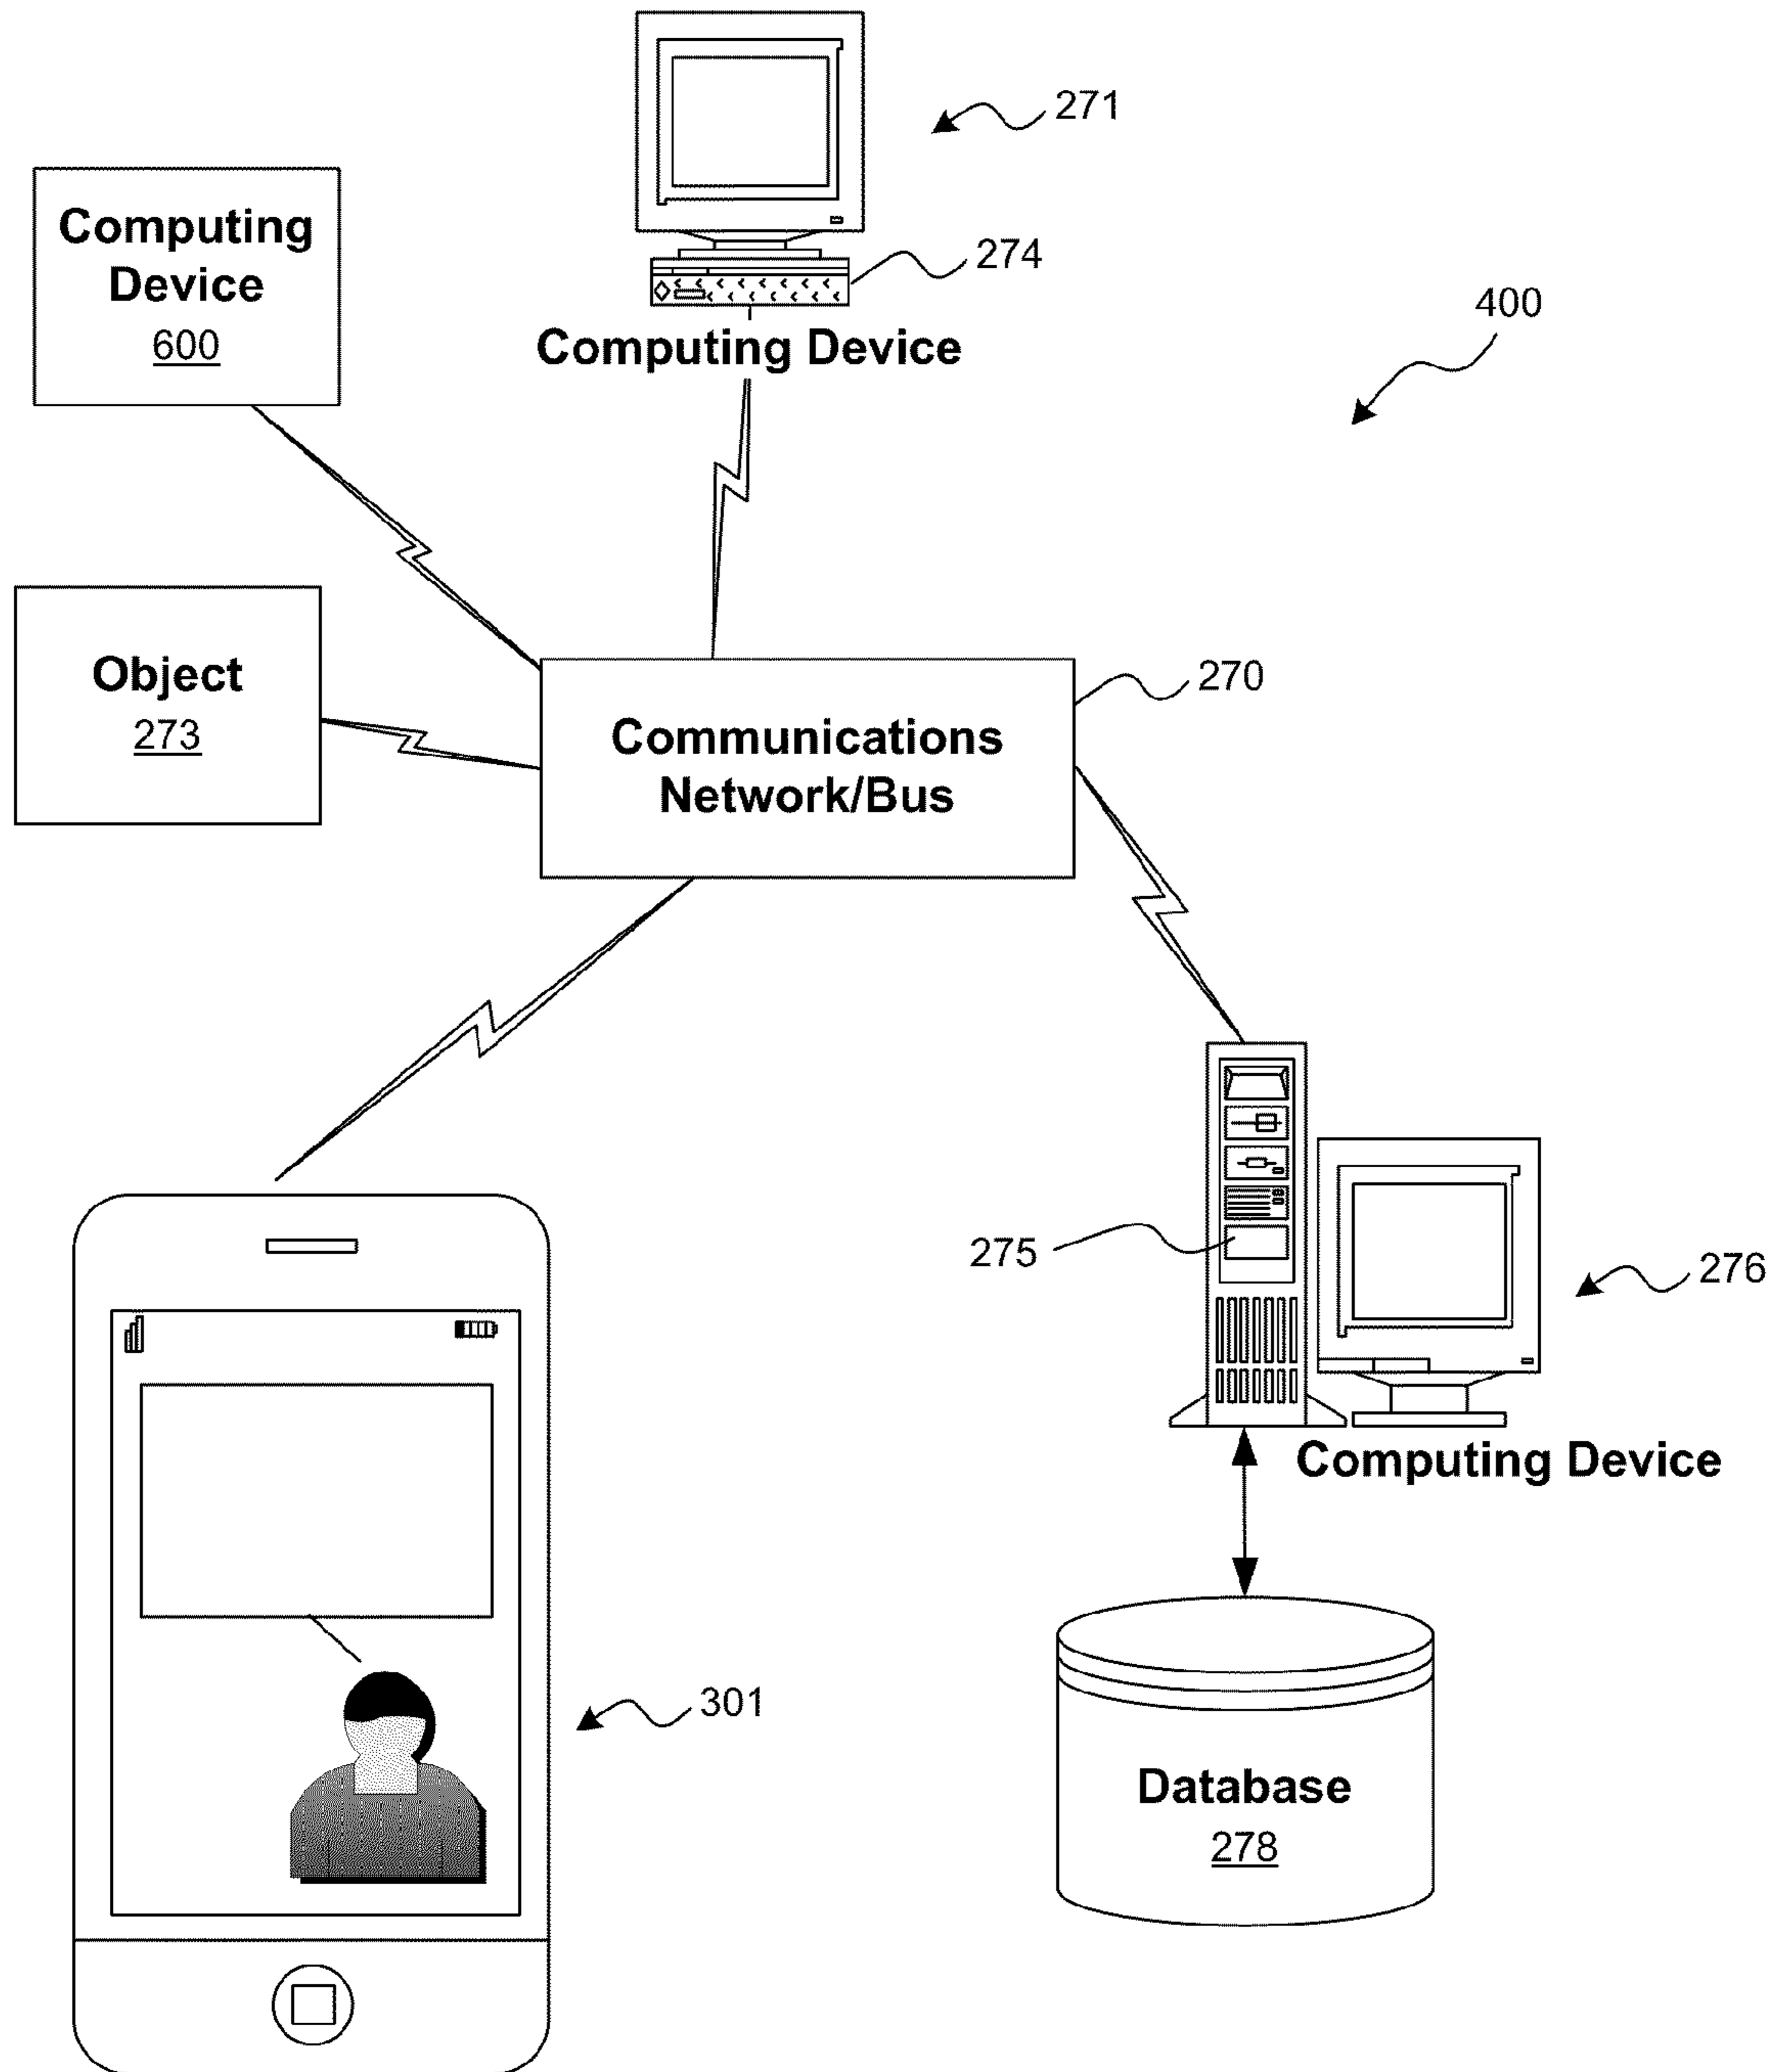 271
Computing
Device
600
274
Computing Device
400
Object
273
270
Communications
Network/Bus
275
276
Computing Device
301
Database
278